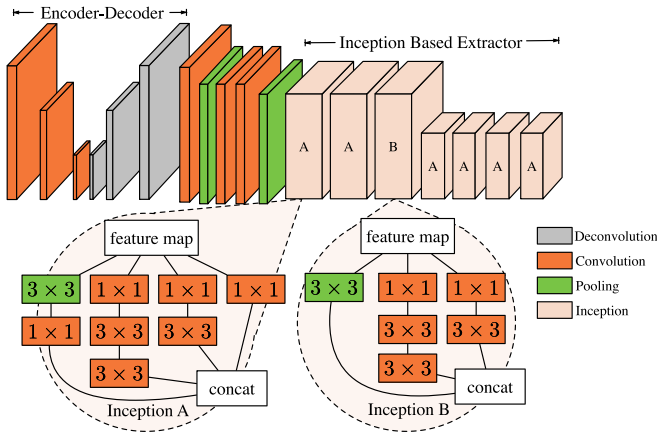 Encoder-Decoder
Inception Based Extractor
A
A
B
A
A
A
A
feature map
3 × 3
1 × 1
1 × 1
1 × 1
1 × 1
3 × 3
3 × 3
3 × 3
concat
Inception A
feature map
3 × 3
1 × 1
1 × 1
3 × 3
3 × 3
3 × 3
concat
Inception B
Deconvolution
Convolution
Pooling
Inception